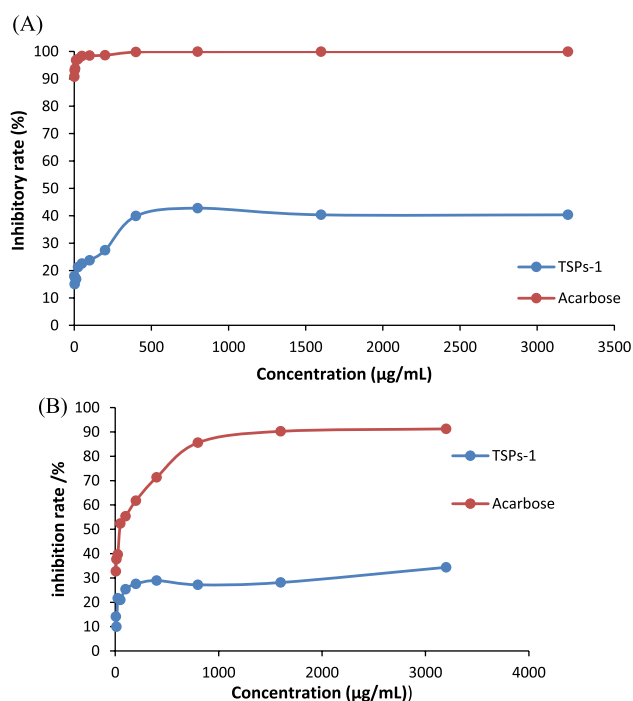 (A)
100
90
80
70
60
50
40
30
20
10
0
Inhibitory rate (%)
TSPs-1
Acarbose
0 500 1000 1500 2000 2500 3000 3500
Concentration (µg/mL)
(B)
100
90
80
70
60
50
40
30
20
10
0
inhibition rate /%
TSPs-1
Acarbose
0 1000 2000 3000 4000
Concentration (µg/mL))